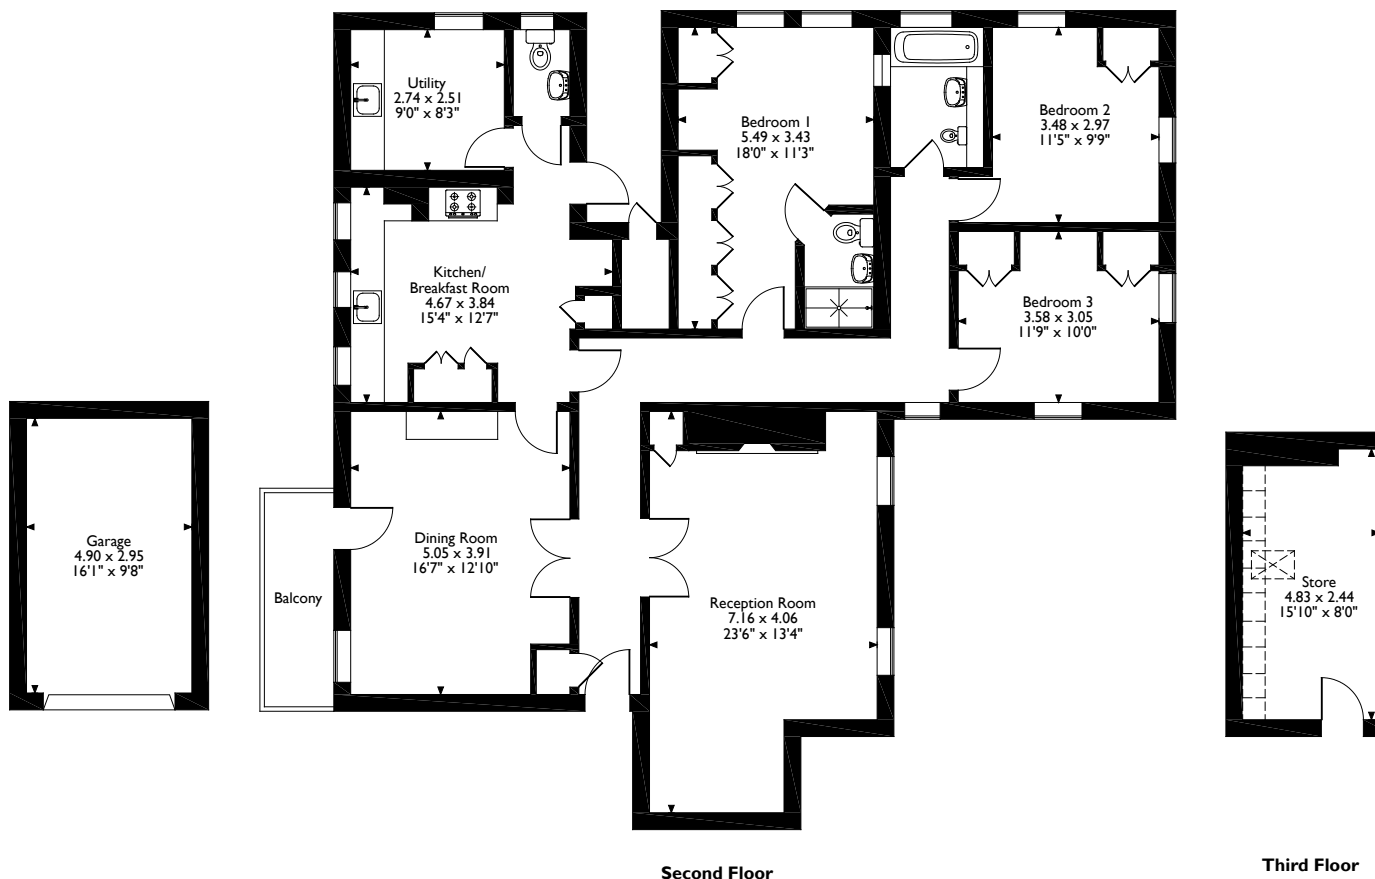 Utility
2.74 x 2.51
9'0" x 8'3"
Bedroom 1
5.49 x 3.43
18'0" x 11'3"
Bedroom 2
3.48 x 2.97
11'5" x 9'9"
Kitchen/
Breakfast Room
4.67 x 3.84
15'4" x 12'7"
Bedroom 3
3.58 x 3.05
11'9" x 10'0"
Garage
4.90 x 2.95
16'1" x 9'8"
Balcony
Dining Room
5.05 x 3.91
16'7" x 12'10"
Reception Room
7.16 x 4.06
23'6" x 13'4"
Store
4.83 x 2.44
15'10" x 8'0"
Second Floor
Third Floor